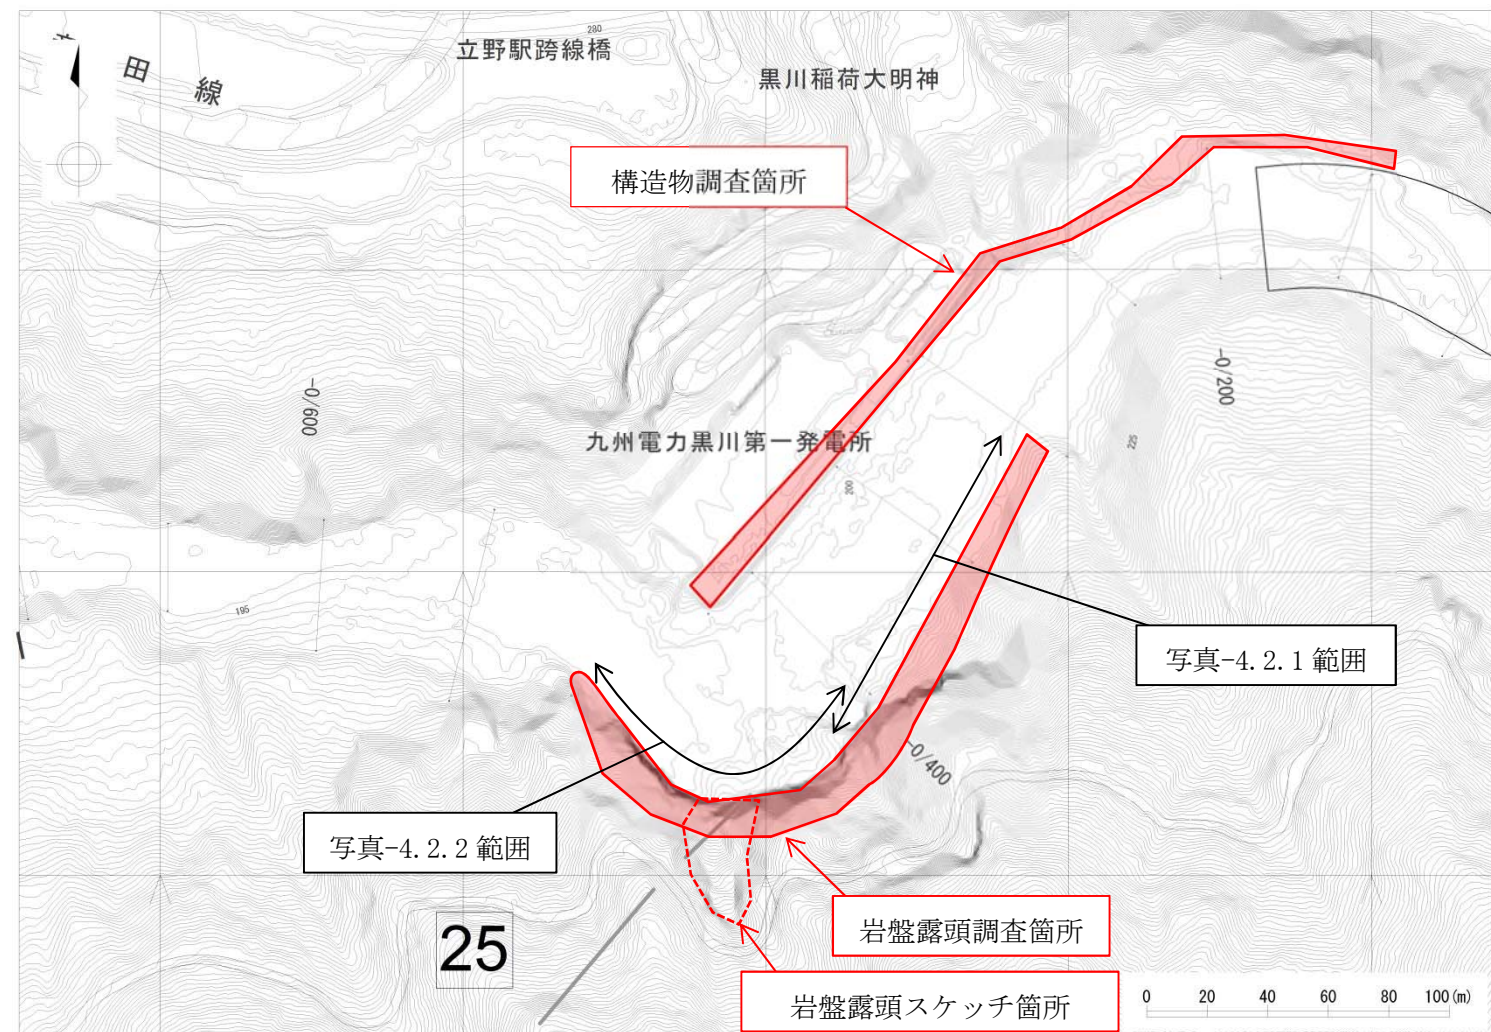 280
立野駅跨線橋
田線
黒川稲荷大明神
構造物調査箇所
-0/600
-0/200
九州電力黒川第一発電所
225
200
195
写真-4.2.1 範囲
-0/400
写真-4.2.2 範囲
岩盤露頭調査箇所
25
岩盤露頭スケッチ箇所
0 20 40 60 80 100(m)